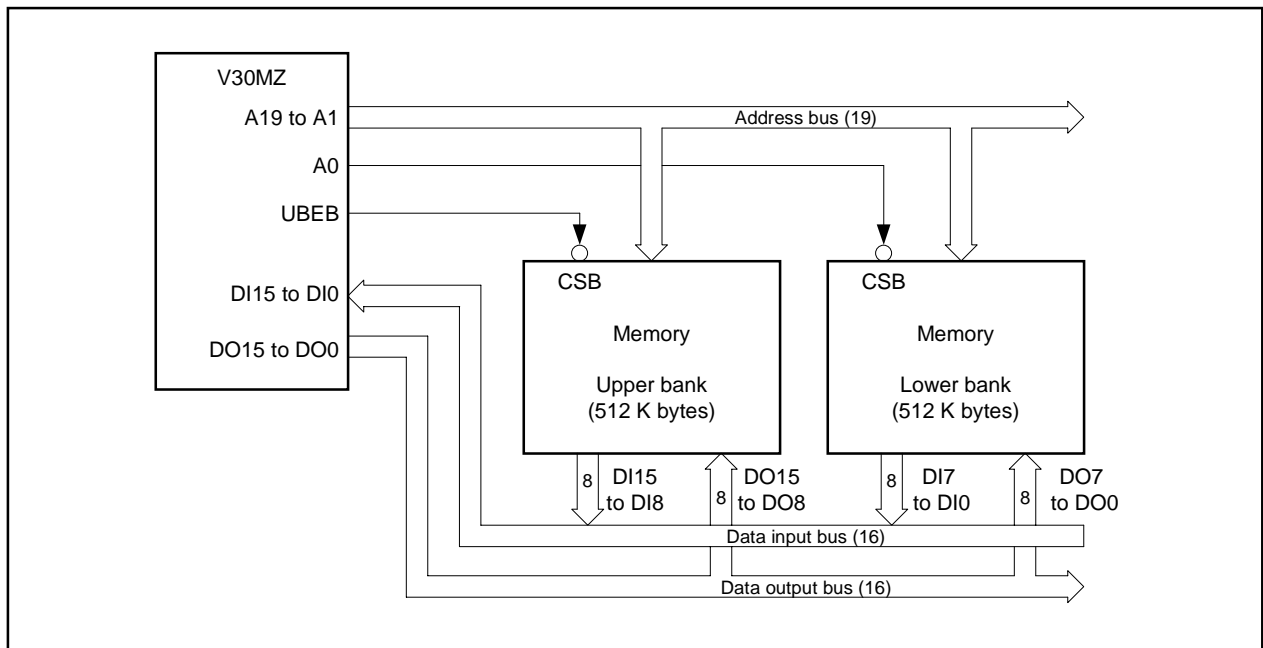 V30MZ
A19 to A1
Address bus (19)
A0
UBEB
DI15 to DI0
DO15 to DO0
CSB
Memory
Upper bank
(512 K bytes)
CSB
Memory
Lower bank
(512 K bytes)
8
DI15
to DI8
8
DO15
to DO8
8
DI7
to DI0
8
DO7
to DO0
Data input bus (16)
Data output bus (16)